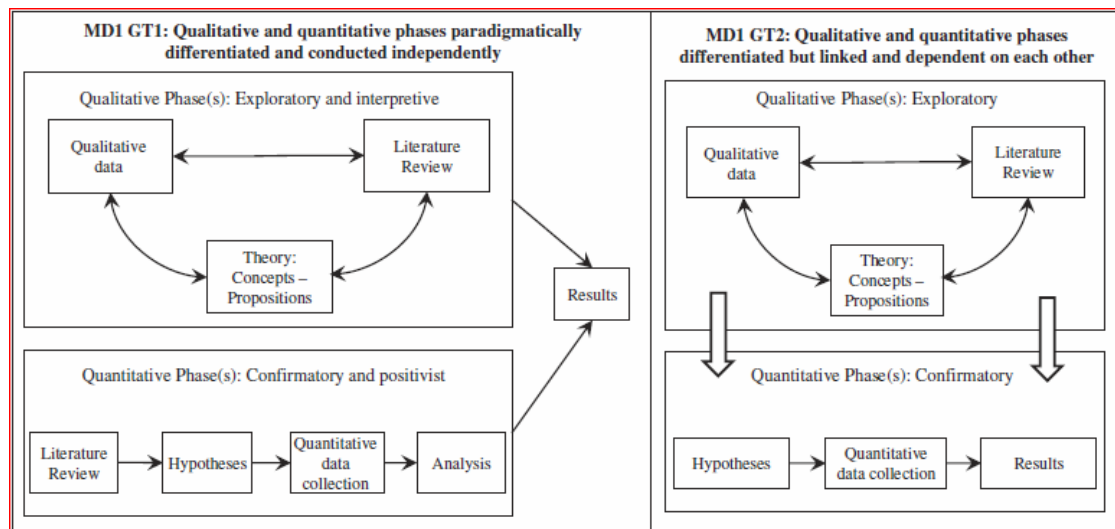 MD1 GT1: Qualitative and quantitative phases paradigmatically
differentiated and conducted independently
Qualitative Phase(s): Exploratory and interpretive
Qualitative
data
Literature
Review
Theory:
Concepts –
Propositions
Results
Quantitative Phase(s): Confirmatory and positivist
Literature
Review
Hypotheses
Quantitative
data
collection
Analysis
MD1 GT2: Qualitative and quantitative phases
differentiated but linked and dependent on each other
Qualitative Phase(s): Exploratory
Qualitative
data
Literature
Review
Theory:
Concepts –
Propositions
Quantitative Phase(s): Confirmatory
Hypotheses
Quantitative
data collection
Results